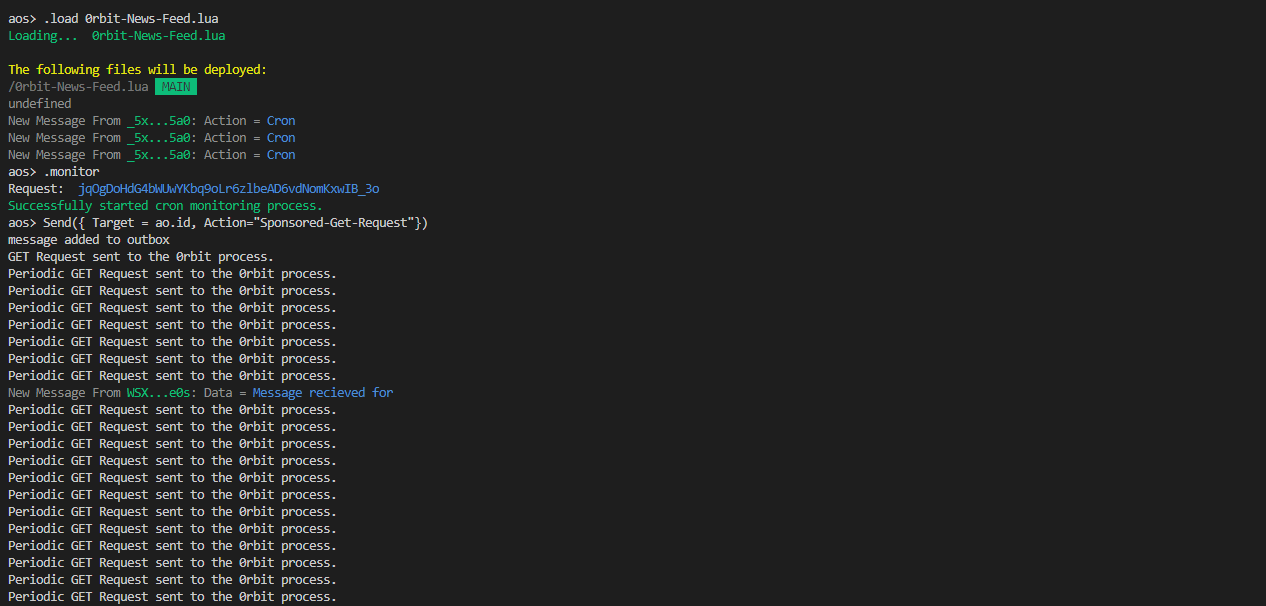 aos> .load 0rbit-News-Feed.lua
Loading... 0rbit-News-Feed.lua
The following files will be deployed:
/0rbit-News-Feed.lua MAIN
undefined
New Message From _5x...5a0: Action = Cron
New Message From _5x...5a0: Action = Cron
New Message From _5x...5a0: Action = Cron
aos> .monitor
Request: jqOgDoHdG4bWUwYKbq9oLr6zlbeAD6vdNomKxwIB_3o
Successfully started cron monitoring process.
aos> Send({ Target = ao.id, Action="Sponsored-Get-Request"})
message added to outbox
GET Request sent to the 0rbit process.
Periodic GET Request sent to the 0rbit process.
Periodic GET Request sent to the 0rbit process.
Periodic GET Request sent to the 0rbit process.
Periodic GET Request sent to the 0rbit process.
Periodic GET Request sent to the 0rbit process.
Periodic GET Request sent to the 0rbit process.
Periodic GET Request sent to the 0rbit process.
New Message From WSX...e0s: Data = Message recieved for
Periodic GET Request sent to the 0rbit process.
Periodic GET Request sent to the 0rbit process.
Periodic GET Request sent to the 0rbit process.
Periodic GET Request sent to the 0rbit process.
Periodic GET Request sent to the 0rbit process.
Periodic GET Request sent to the 0rbit process.
Periodic GET Request sent to the 0rbit process.
Periodic GET Request sent to the 0rbit process.
Periodic GET Request sent to the 0rbit process.
Periodic GET Request sent to the 0rbit process.
Periodic GET Request sent to the 0rbit process.
Periodic GET Request sent to the 0rbit process.